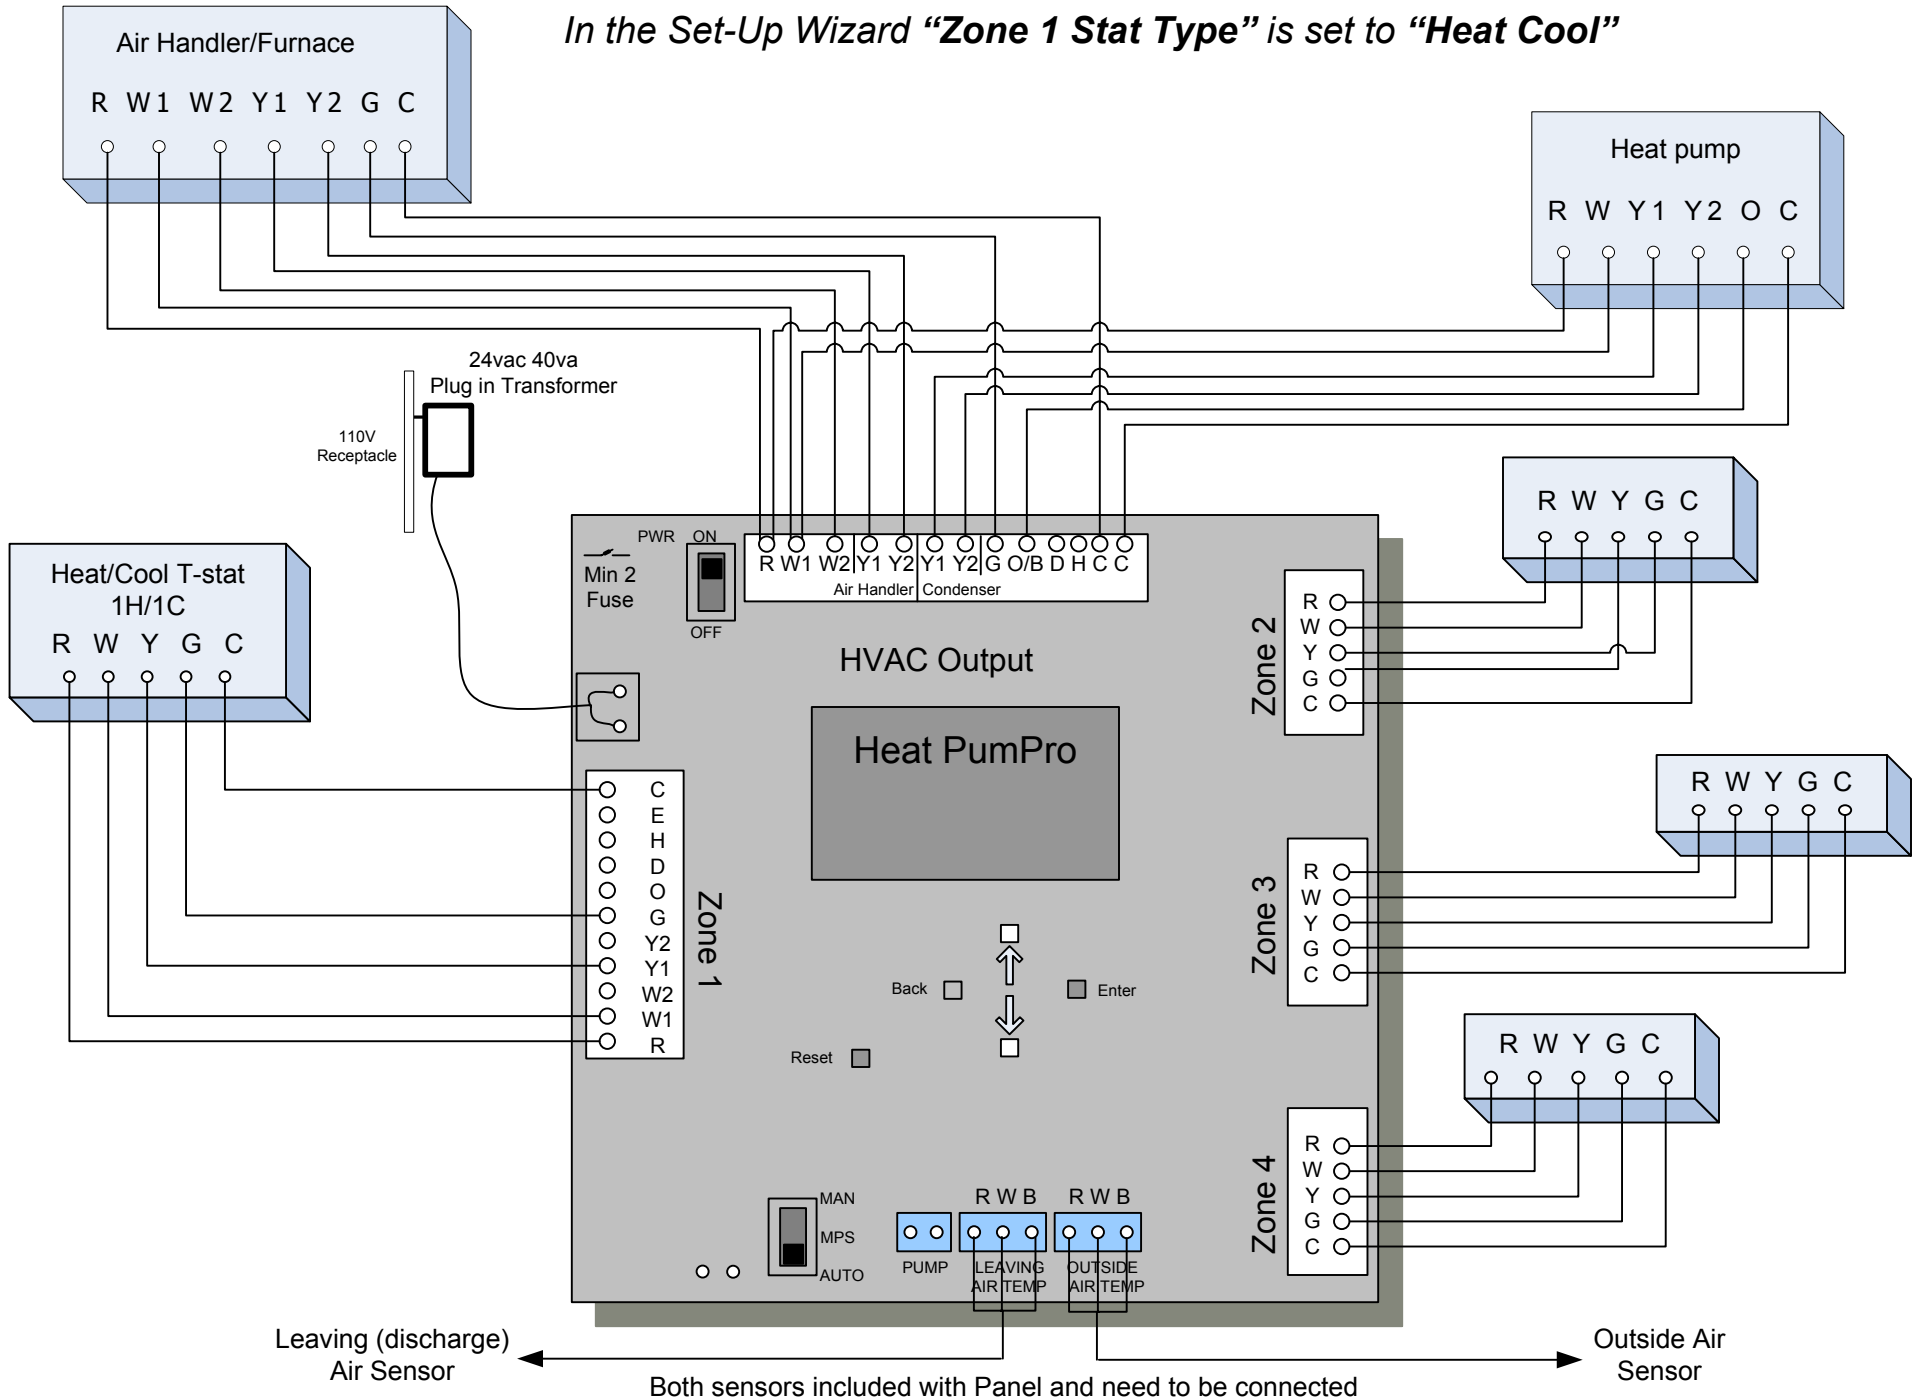 In the Set-Up Wizard “Zone 1 Stat Type” is set to “Heat Cool”
Air Handler/Furnace
R W1 W2 Y1 Y2 G C
Heat pump
R W Y1 Y2 O C
24vac 40va
Plug in Transformer
110V
Receptacle
R W Y G C
Heat/Cool T-stat
1H/1C
R W Y G C
PWR ON
OFF
Min 2
Fuse
R W1 W2 Y1 Y2 Y1 Y2 G O/B D H C C
Air Handler Condenser
HVAC Output
Heat PumPro
Zone 2
R
W
Y
G
C
R W Y G C
Zone 1
C
E
H
D
O
G
Y2
Y1
W2
W1
R
Zone 3
R
W
Y
G
C
Back
Enter
Reset
R W Y G C
Zone 4
R
W
Y
G
C
MAN
MPS
AUTO
PUMP
R W B
LEAVING
AIR TEMP
R W B
OUTSIDE
AIR TEMP
Leaving (discharge)
Air Sensor
Outside Air
Sensor
Both sensors included with Panel and need to be connected